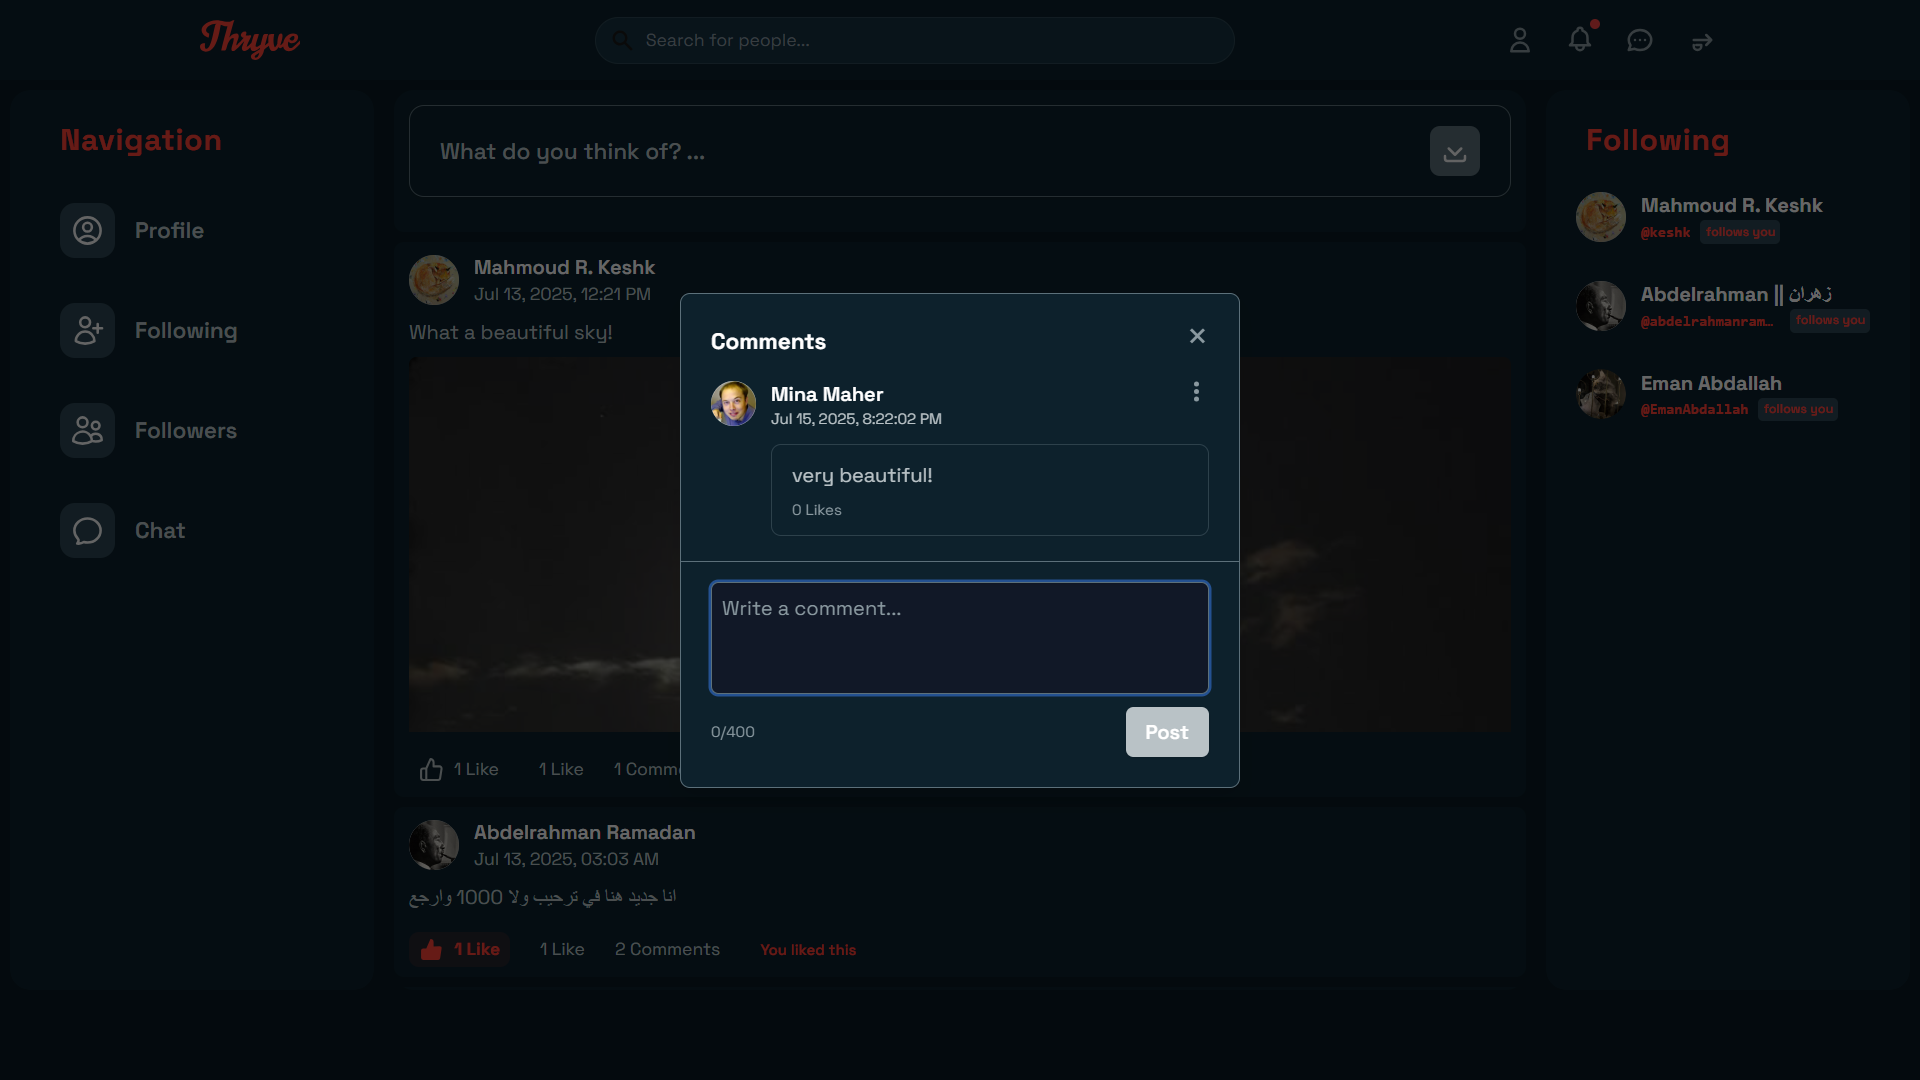 Thryve
Search for people...
Navigation
Profile
Following
Followers
Chat
What do you think of? ...
Mahmoud R. Keshk
Jul 13, 2025, 12:21 PM
What a beautiful sky!
1 Like
1 Like
1 Comm
Abdelrahman Ramadan
Jul 13, 2025, 03:03 AM
انا جديد هنا في ترحيب ولا 1000 وارجع
1 Like
1 Like
2 Comments
You liked this
Comments
Mina Maher
Jul 15, 2025, 8:22:02 PM
very beautiful!
0 Likes
Write a comment...
0/400
Post
Following
Mahmoud R. Keshk
@keshk
follows you
Abdelrahman || زهران
@abdelrahmanram...
follows you
Eman Abdallah
@EmanAbdallah
follows you